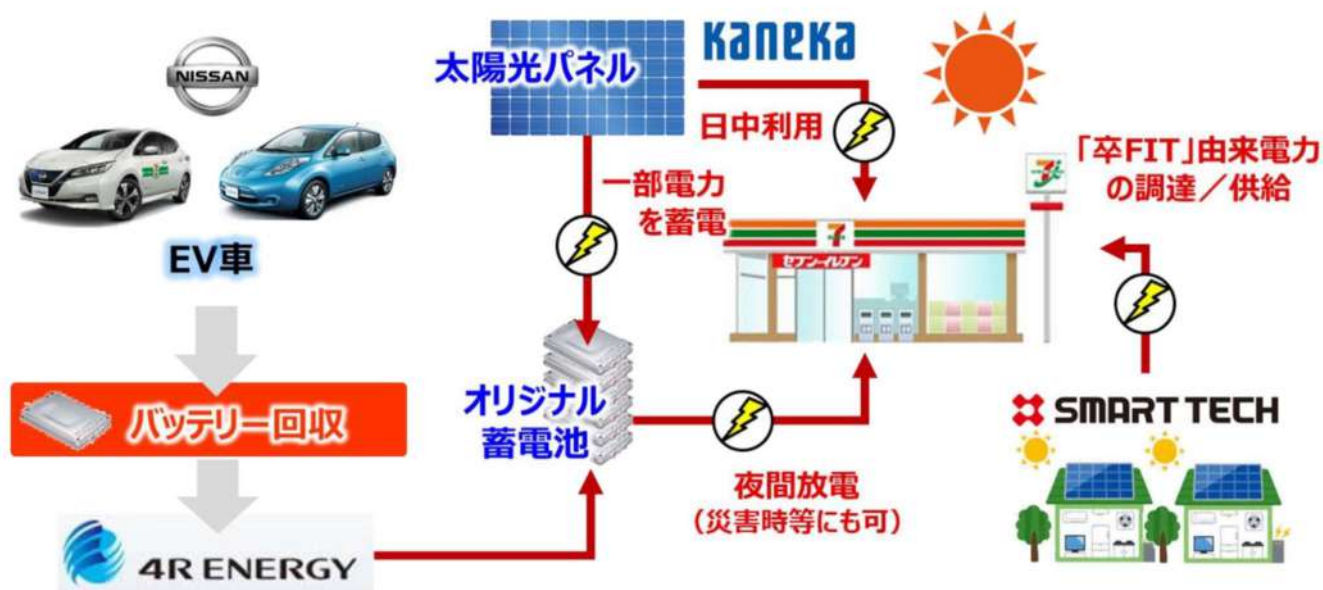 NISSAN
EV車
バッテリー回収
4R ENERGY
太陽光パネル
kaneka
日中利用
一部電力
を蓄電
オリジナル
蓄電池
夜間放電
（災害時等にも可）
7
セブン-イレブン
「卒FIT」由来電力
の調達／供給
SMART TECH